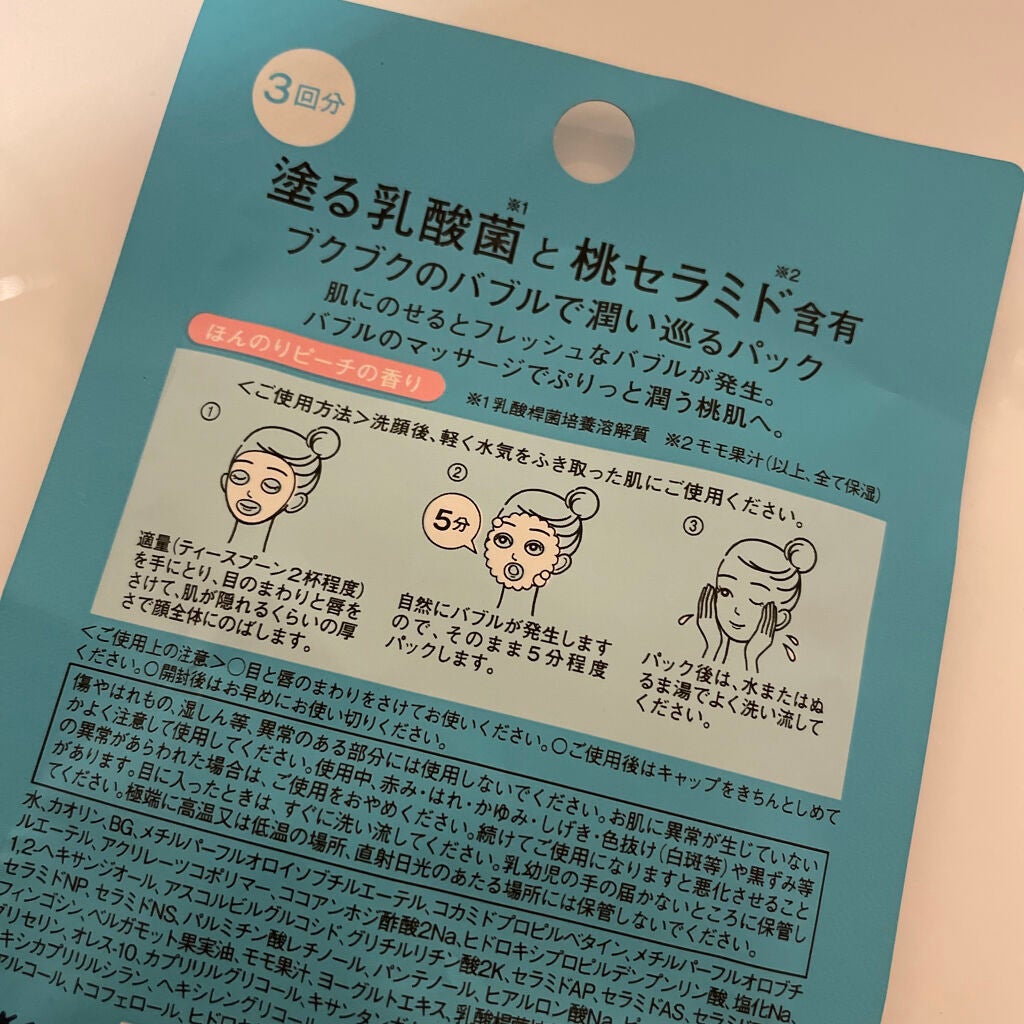 3回分
塗る乳酸菌※1と桃セラミド※2含有
ブクブクのバブルで潤い巡るパック
肌にのせるとフレッシュなバブルが発生。
バブルのマッサージでぷりっと潤う桃肌へ。
ほんのりピーチの香り
※1 乳酸桿菌培養溶解質 ※2 モモ果汁(以上、全て保湿)
<ご使用方法>洗顔後、軽く水気をふき取った肌にご使用ください。
①
適量(ティースプーン2杯程度)
を手にとり、目のまわりと唇を
さけて、肌が隠れるくらいの厚
さで顔全体にのばします。
②
5分
自然にバブルが発生します
ので、そのまま5分程度
パックします。
③
パック後は、水またはぬ
るま湯でよく洗い流して
ください。
<ご使用上の注意>○目と唇のまわりをさけてお使いください。○ご使用後はキャップをきちんとしめて
ください。○開封後はお早めにお使い切りください。
傷やはれもの、湿しん等、異常のある部分には使用しないでください。お肌に異常が生じていない
かよく注意して使用してください。使用中、赤み・はれ・かゆみ・しげき・色抜け(白斑等)や黒ずみ等
の異常があらわれた場合は、ご使用をおやめください。続けてご使用になりますと悪化させること
があります。目に入ったときは、すぐに洗い流してください。乳幼児の手の届かないところに保管し
てください。極端に高温又は低温の場所、直射日光のあたる場所には保管しないでください。
水、カオリン、BG、メチルパーフルオロイソブチルエーテル、コカミドプロピルベタイン、メチルパーフルオロブチ
ルエーテル、アクリレーツコポリマー、ココアンホ酢酸2Na、ヒドロキシプロピルデンプンリン酸、塩化Na、
1,2ヘキサンジオール、アスコルビルグルコシド、グリチルリチン酸2K、セラミドAP、セラミドAS、セラミ
セラミドNP、セラミドNS、パルミチン酸レチノール、パンテノール、ヒアルロン酸Na、
フィンゴシン、ベルガモット果実油、モモ果汁、ヨーグルトエキス、乳酸桿菌
グリセリン、オレス-10、カプリリルグリコール、キサンタンガ
キシカプリリルシラン、ヘキシレングリコール
アルコール、トコフェロール、ヒドロ